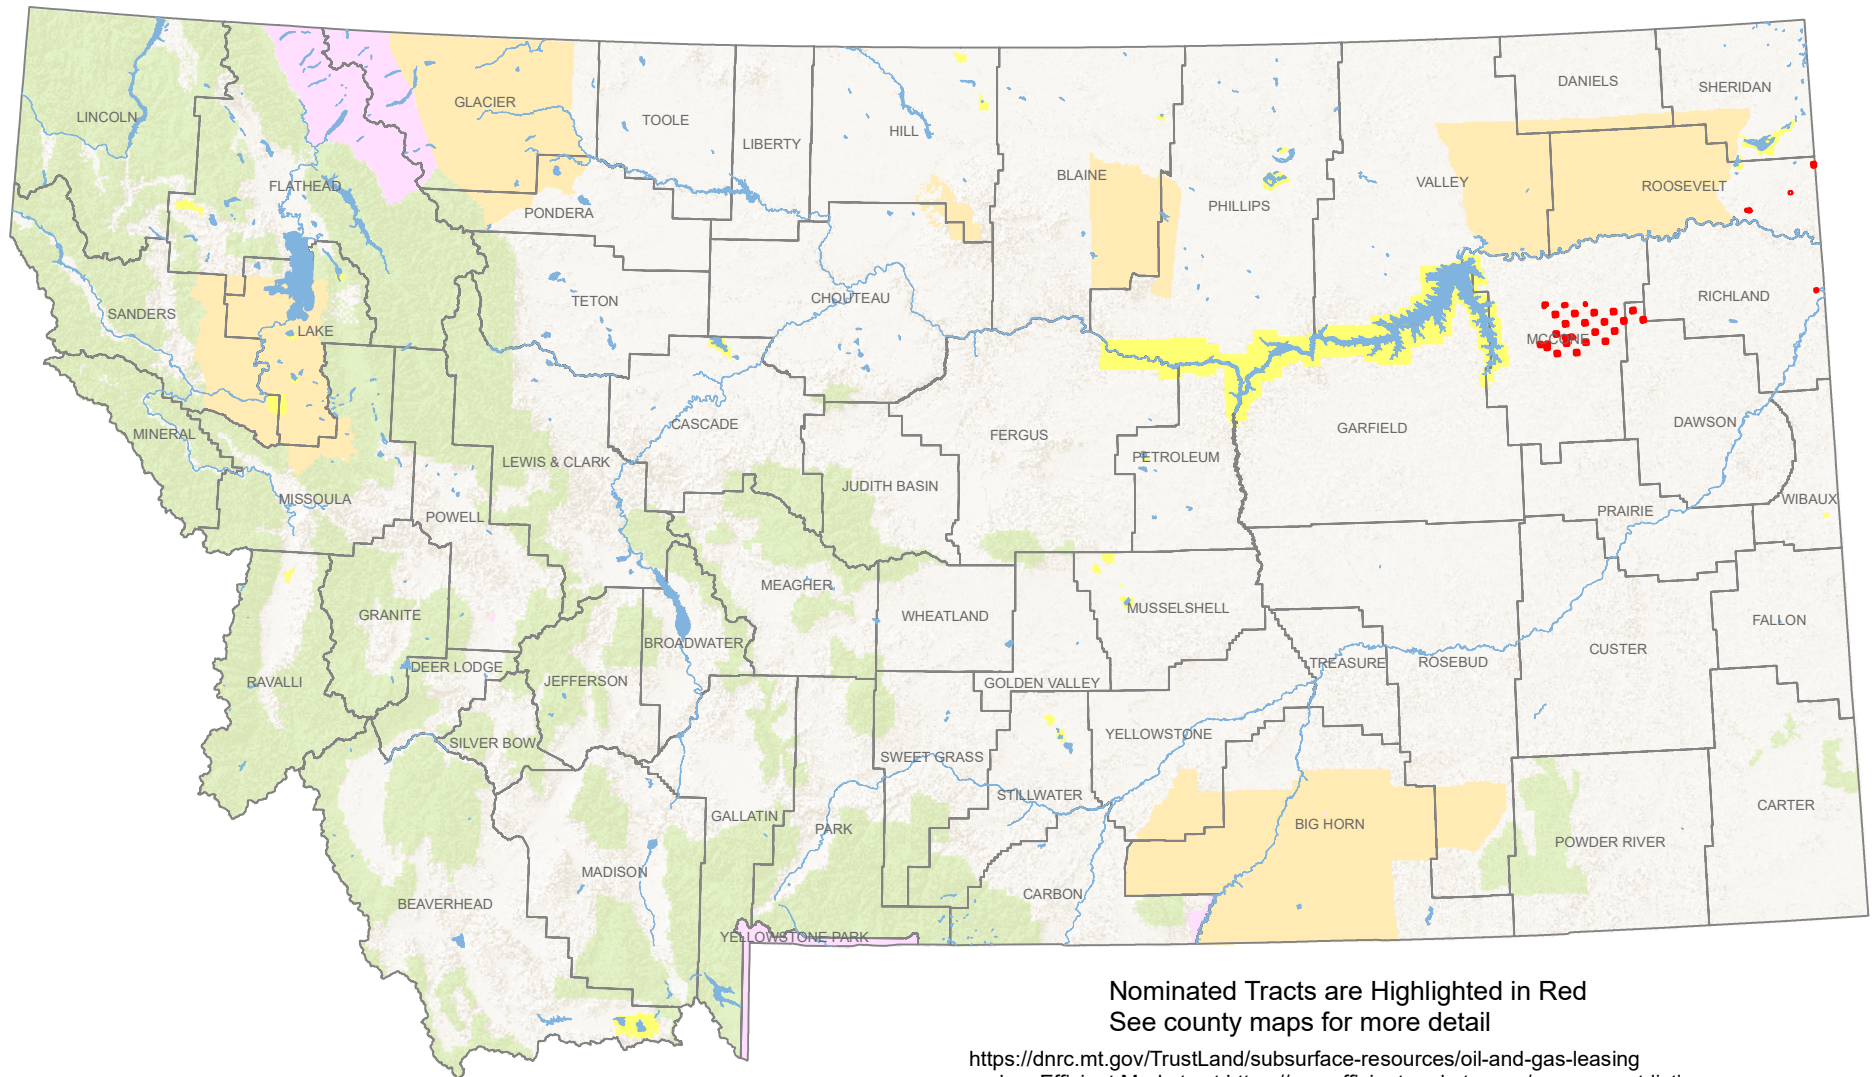 DANIELS
SHERIDAN
GLACIER
LINCOLN
TOOLE
HILL
LIBERTY
BLAINE
VALLEY
ROOSEVELT
FLATHEAD
PHILLIPS
PONDERA
TETON
CHOUTEAU
RICHLAND
SANDERS
LAKE
MCCONE
CASCADE
DAWSON
MINERAL
FERGUS
GARFIELD
PETROLEUM
LEWIS & CLARK
JUDITH BASIN
MISSOULA
WIBAUX
POWELL
PRAIRIE
MEAGHER
MUSSELSHELL
GRANITE
WHEATLAND
FALLON
BROADWATER
CUSTER
DEER LODGE
TREASURE
ROSEBUD
RAVALLI
JEFFERSON
GOLDEN VALLEY
YELLOWSTONE
SILVER BOW
SWEET GRASS
STILLWATER
CARTER
GALLATIN
PARK
BIG HORN
POWDER RIVER
MADISON
CARBON
BEAVERHEAD
YELLOWSTONE PARK
Nominated Tracts are Highlighted in Red
See county maps for more detail
https://dnrc.mt.gov/TrustLand/subsurface-resources/oil-and-gas-leasing